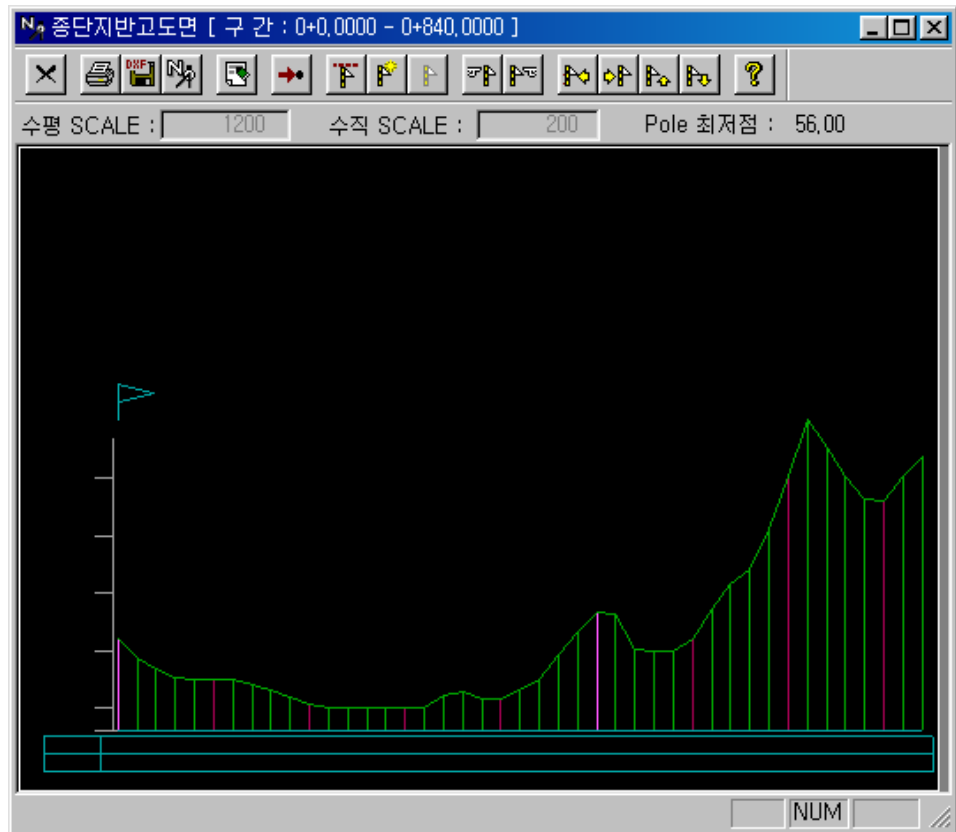 종단지반고도면 [ 구 간 : 0+0,0000 - 0+840,0000 ]
DXF
수평 SCALE : 1200 수직 SCALE : 200 Pole 최저점 : 56,00
NUM